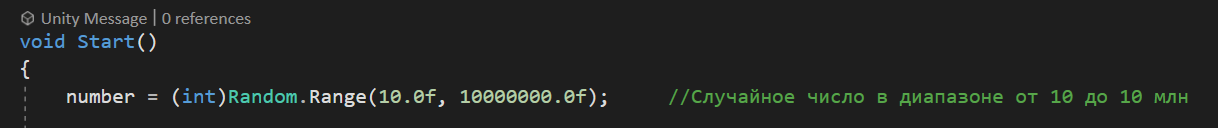 Unity Message | 0 references
void Start()
{
number = (int)Random.Range(10.0f, 10000000.0f); //Случайное число в диапазоне от 10 до 10 млн